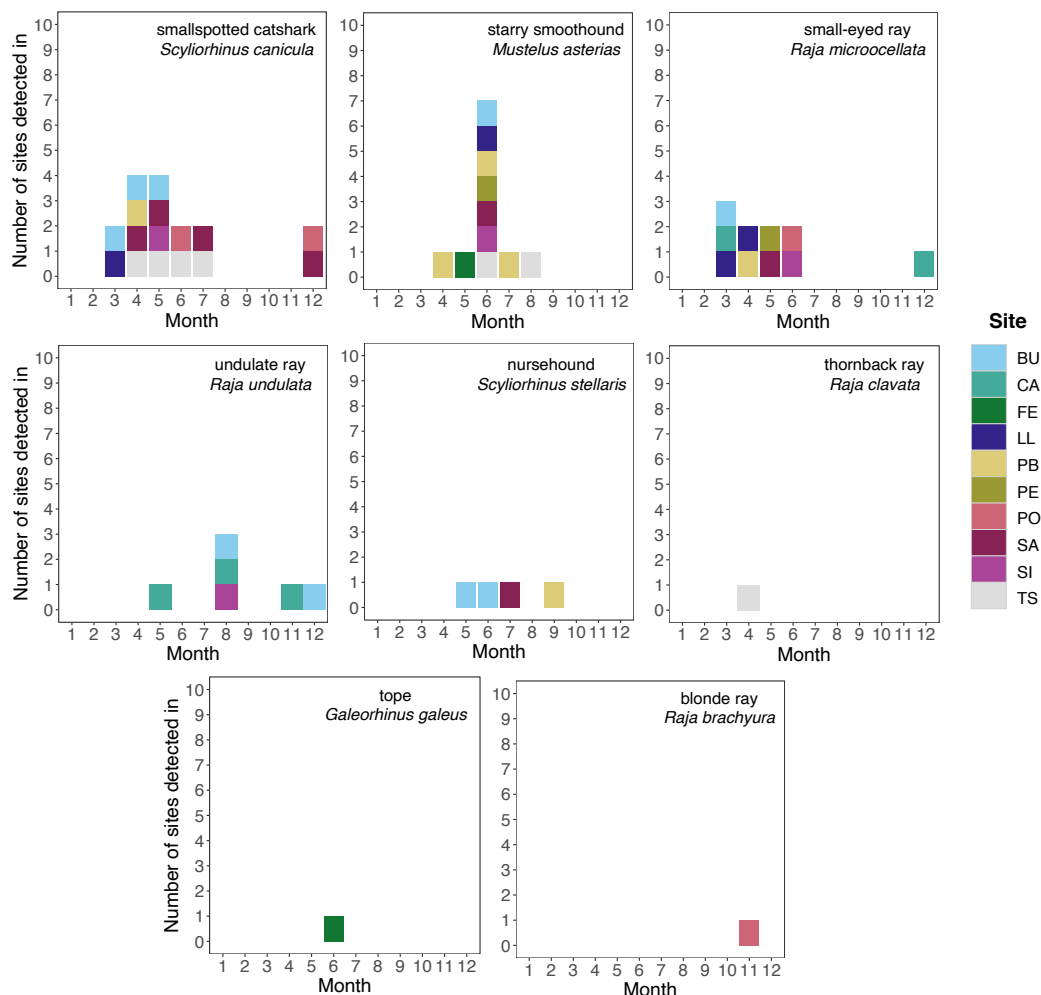 smallspotted catshark
Scyliorhinus canicula
Number of sites detected in
10
9
8
7
6
5
4
3
2
1
0
1 2 3 4 5 6 7 8 9 10 11 12
Month
starry smoothound
Mustelus asterias
10
9
8
7
6
5
4
3
2
1
0
1 2 3 4 5 6 7 8 9 10 11 12
Month
small-eyed ray
Raja microocellata
10
9
8
7
6
5
4
3
2
1
0
1 2 3 4 5 6 7 8 9 10 11 12
Month
undulate ray
Raja undulata
Number of sites detected in
10
9
8
7
6
5
4
3
2
1
0
1 2 3 4 5 6 7 8 9 10 11 12
Month
nursehound
Scyliorhinus stellaris
10
9
8
7
6
5
4
3
2
1
0
1 2 3 4 5 6 7 8 9 10 11 12
Month
thornback ray
Raja clavata
10
9
8
7
6
5
4
3
2
1
0
1 2 3 4 5 6 7 8 9 10 11 12
Month
Site
BU
CA
FE
LL
PB
PE
PO
SA
SI
TS
tope
Galeorhinus galeus
Number of sites detected in
10
9
8
7
6
5
4
3
2
1
0
1 2 3 4 5 6 7 8 9 10 11 12
Month
blonde ray
Raja brachyura
10
9
8
7
6
5
4
3
2
1
0
1 2 3 4 5 6 7 8 9 10 11 12
Month